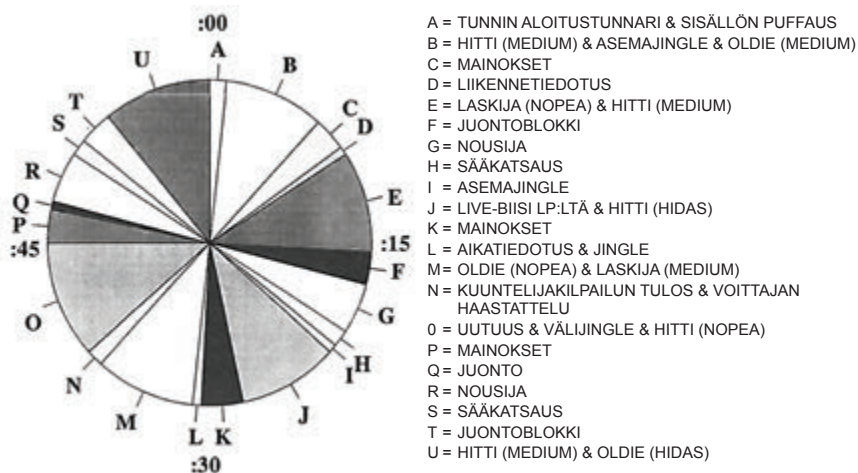 :00
A
B
C
D
E
:15
F
G
H
I
J
K
:30
L
M
N
O
:45
P
Q
R
S
T
U
A = TUNNIN ALOITUSTUNNARI & SISÄLLÖN PUFFAUS
B = HITTI (MEDIUM) & ASEMAJINGLE & OLDIE (MEDIUM)
C = MAINOKSET
D = LIIKENNETIEDOTUS
E = LASKIJA (NOPEA) & HITTI (MEDIUM)
F = JUONTOBLOKKI
G = NOUSIJA
H = SÄÄKATSAUS
I = ASEMAJINGLE
J = LIVE-BIISI LP:LTÄ & HITTI (HIDAS)
K = MAINOKSET
L = AIKATIEDOTUS & JINGLE
M = OLDIE (NOPEA) & LASKIJA (MEDIUM)
N = KUUNTELIJAKILPAILUN TULOS & VOITTAJAN
HAASTATTELU
0 = UUTUUS & VÄLIJINGLE & HITTI (NOPEA)
P = MAINOKSET
Q = JUONTO
R = NOUSIJA
S = SÄÄKATSAUS
T = JUONTOBLOKKI
U = HITTI (MEDIUM) & OLDIE (HIDAS)